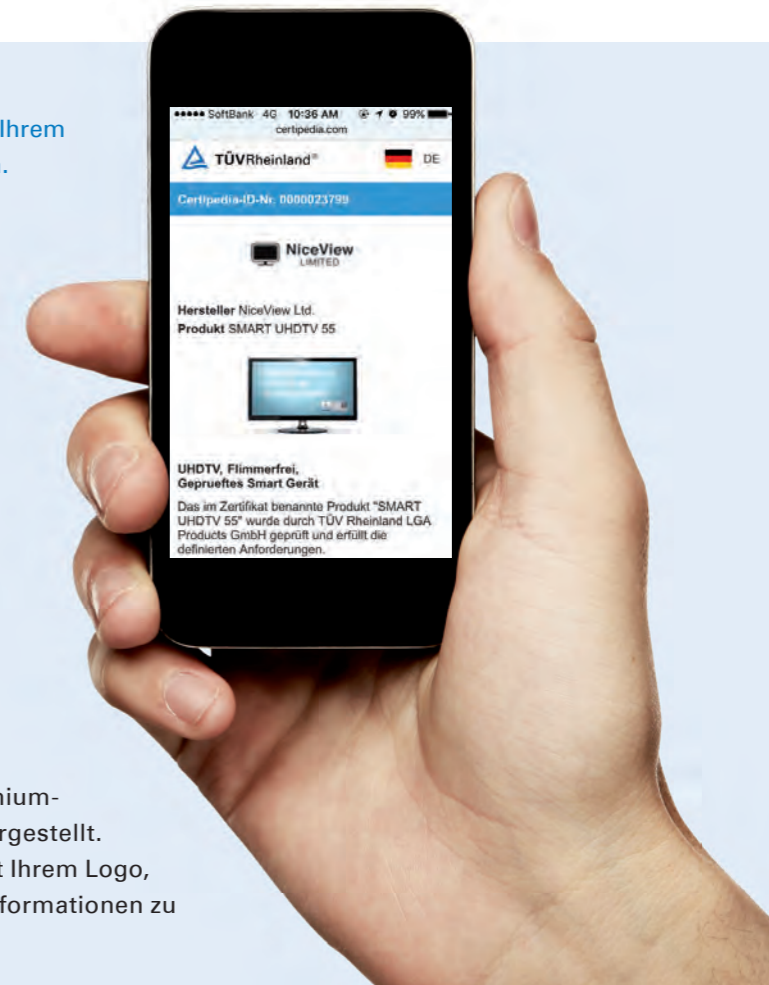 Ihrem
SoftBank 4G 10:36 AM 99%
certipedia.com
TÜVRheinland® DE
Certipedia-ID-Nr. 0000023799
NiceView
LIMITED
Hersteller NiceView Ltd.
Produkt SMART UHDTV 55
UHDTV, Flimmerfrei,
Geprueftes Smart Gerät
Das im Zertifikat benannte Produkt "SMART
UHDTV 55" wurde durch TÜV Rheinland LGA
Products GmbH geprüft und erfüllt die
definierten Anforderungen.
nium-
rgestellt.
t Ihrem Logo,
formationen zu